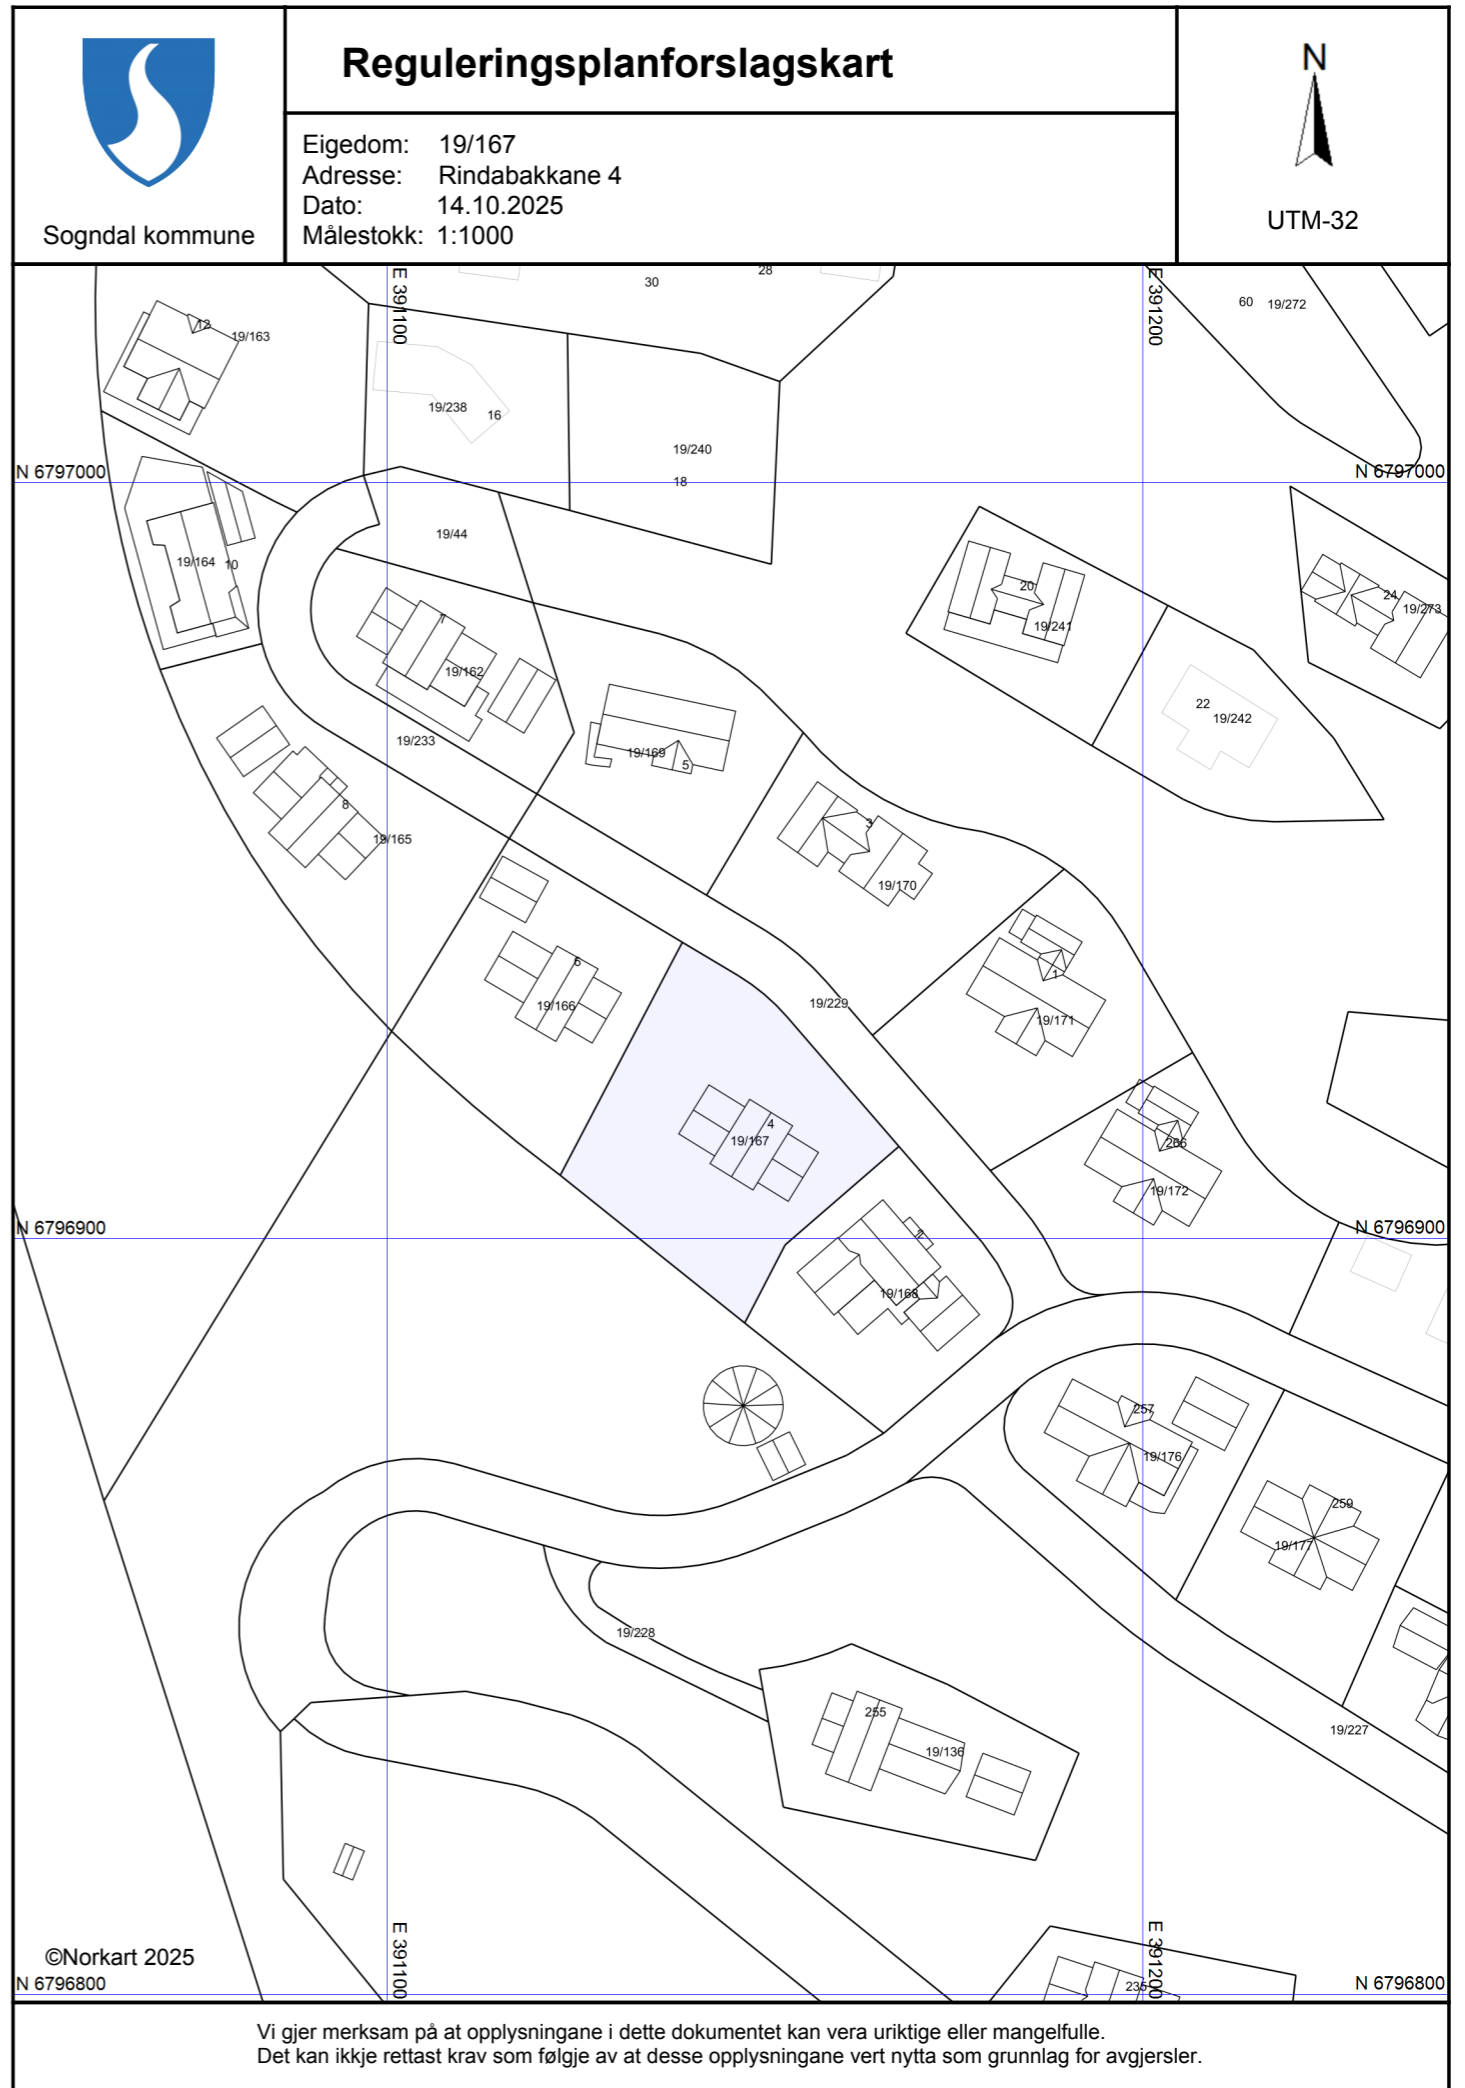 Reguleringsplanforslagskart
Eigedom: 19/167
Adresse: Rindabakkane 4
Dato: 14.10.2025
Målestokk: 1:1000
Sogndal kommune
N
UTM-32
E 391100
E 391200
28
30
60 19/272
12
19/163
19/238
16
19/240
18
N 6797000
N 6797000
19/44
19/164 10
20
19/241
24
19/273
7
19/162
22
19/242
19/233
19/169
5
8
19/165
3
19/170
6
19/166
19/229
1
19/171
4
19/167
266
19/172
N 6796900
N 6796900
2
19/168
257
19/176
259
19/177
19/228
255
19/136
19/227
E 391100
E 391200
©Norkart 2025
N 6796800
235
N 6796800
Vi gjer merksam på at opplysningane i dette dokumentet kan vera uriktige eller mangelfulle.
Det kan ikkje rettast krav som følgje av at desse opplysningane vert nytta som grunnlag for avgjersler.